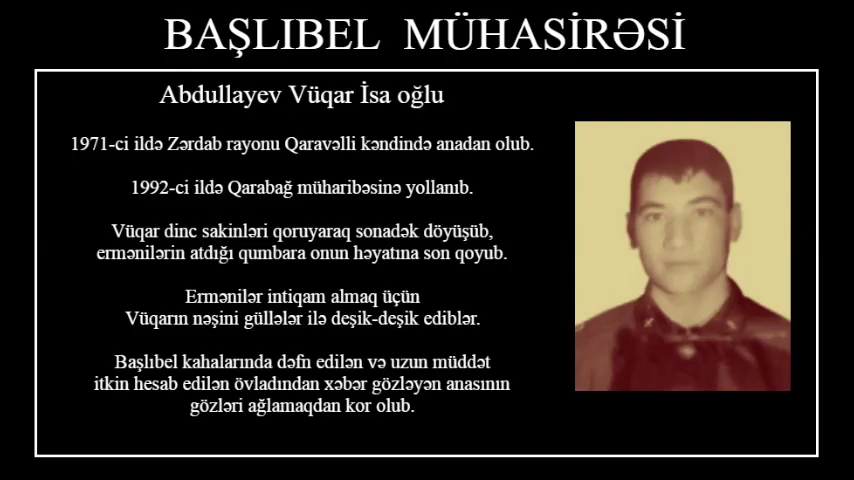 BAŞLIBEL MÜHASİRƏSİ
Abdullayev Vüqar İsa oğlu
1971-ci ildə Zərdab rayonu Qaravəlli kəndində anadan olub.
1992-ci ildə Qarabağ müharibəsinə yollanıb.
Vüqar dinc sakinləri qoruyaraq sonadək döyüşüb,
ermənilərin atdığı qumbara onun həyatına son qoyub.
Ermənilər intiqam almaq üçün
Vüqarın nəşini güllələr ilə deşik-deşik ediblər.
Başlıbel kahalarında dəfn edilən və uzun müddət
itkin hesab edilən övladından xəbər gözləyən anasının
gözləri ağlamaqdan kor olub.